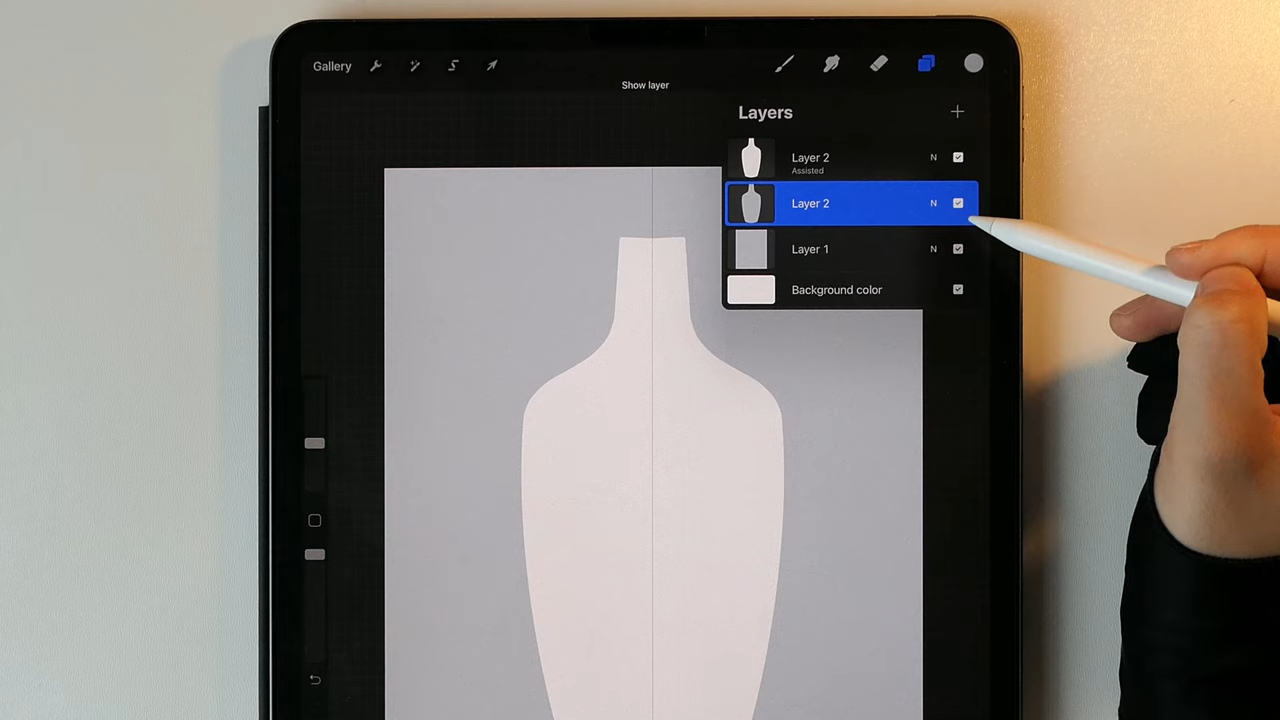 Gallery
Show layer
Layers
Layer 2 N
Assisted
Layer 2 N
Layer 1 N
Background color